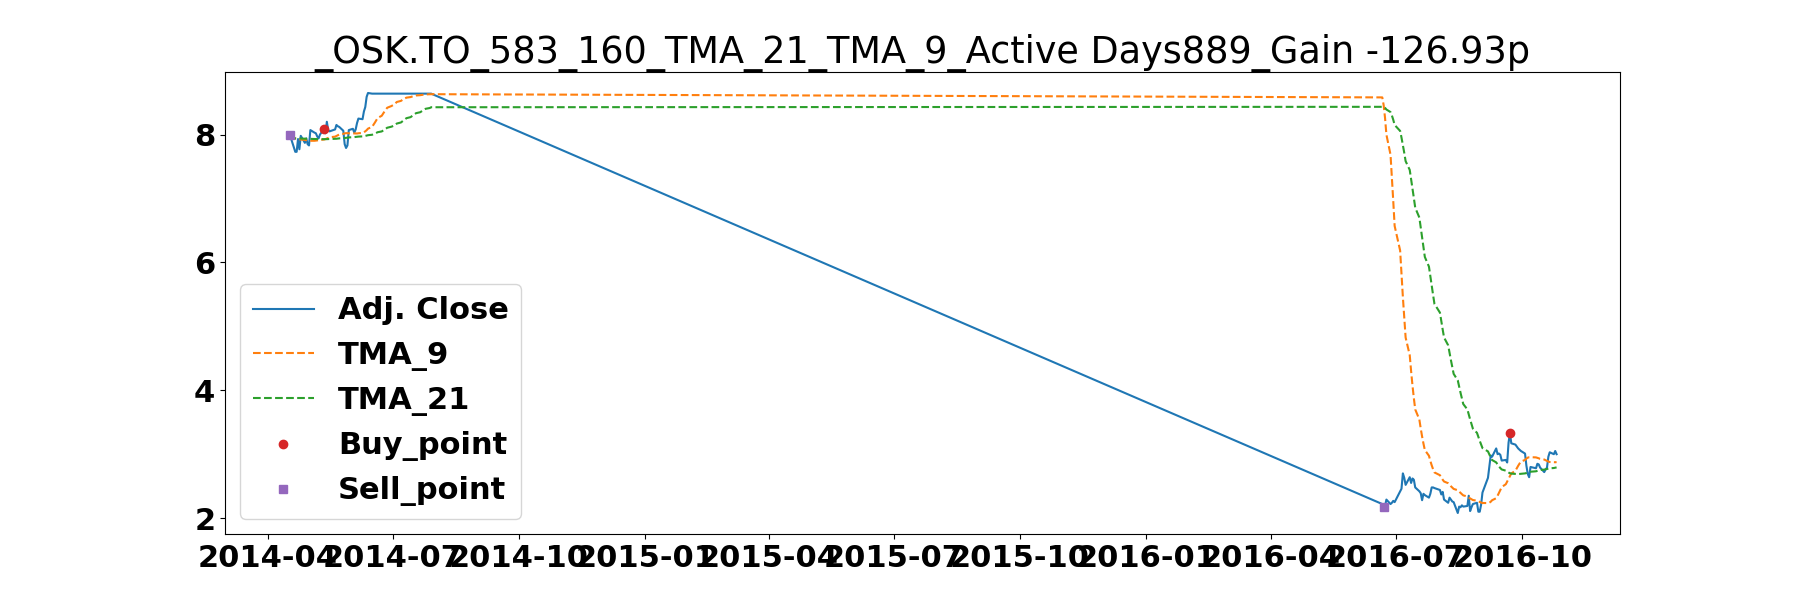 _OSK.TO_583_160_TMA_21_TMA_9_Active Days889_Gain -126.93p
8
6
4
2
Adj. Close
TMA_9
TMA_21
Buy_point
Sell_point
2014-04 2014-07 2014-10 2015-01 2015-04 2015-07 2015-10 2016-01 2016-04 2016-07 2016-10